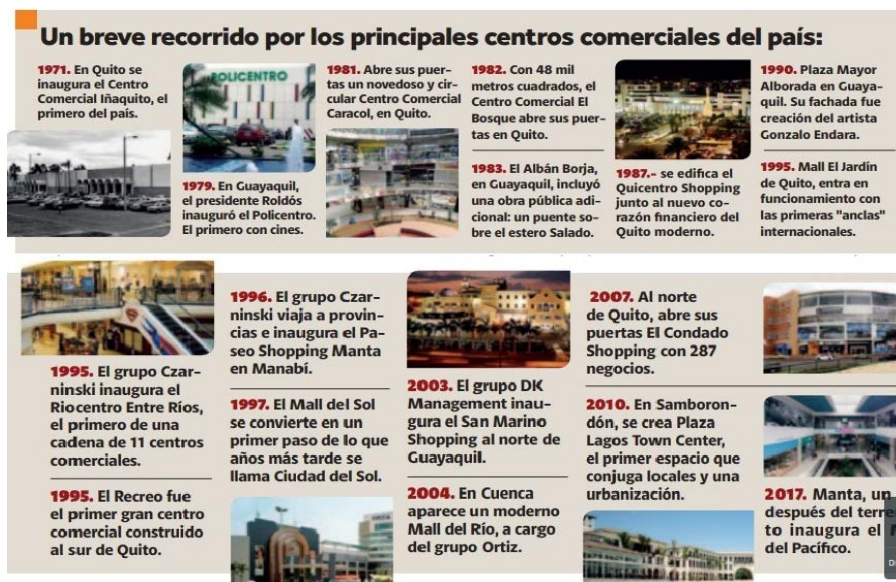 Un breve recorrido por los principales centros comerciales del país:
1971. En Quito se
inaugura el Centro
Comercial Iñaquito, el
primero del país.
POLICENTRO
1979. En Guayaquil,
el presidente Roldós
inauguró el Policentro.
El primero con cines.
1981. Abre sus puer-
tas un novedoso y cir-
cular Centro Comercial
Caracol, en Quito.
1982. Con 48 mil
metros cuadrados, el
Centro Comercial El
Bosque abre sus puer-
tas en Quito.
1983. El Albán Borja,
en Guayaquil, incluyó
una obra pública adi-
cional: un puente so-
bre el estero Salado.
1987.- se edifica el
Quicentro Shopping
junto al nuevo co-
razón financiero del
Quito moderno.
1990. Plaza Mayor
Alborada en Guaya-
quil. Su fachada fue
creación del artista
Gonzalo Endara.
1995. Mall El Jardín
de Quito, entra en
funcionamiento con
las primeras "anclas"
internacionales.
1995. El grupo Czar-
ninski inaugura el
Riocentro Entre Ríos,
el primero de una
cadena de 11 centros
comerciales.
1995. El Recreo fue
el primer gran centro
comercial construido
al sur de Quito.
1996. El grupo Czar-
ninski viaja a provin-
cias e inaugura el Pa-
seo Shopping Manta
en Manabí.
1997. El Mall del Sol
se convierte en un
primer paso de lo que
años más tarde se
llama Ciudad del Sol.
2003. El grupo DK
Management inau-
gura el San Marino
Shopping al norte de
Guayaquil.
2004. En Cuenca
aparece un moderno
Mall del Río, a cargo
del grupo Ortiz.
2007. Al norte
de Quito, abre sus
puertas El Condado
Shopping con 287
negocios.
2010. En Samboron-
dón, se crea Plaza
Lagos Town Center,
el primer espacio que
conjuga locales y una
urbanización.
2017. Manta, un
después del terre
to inaugura el
del Pacífico.